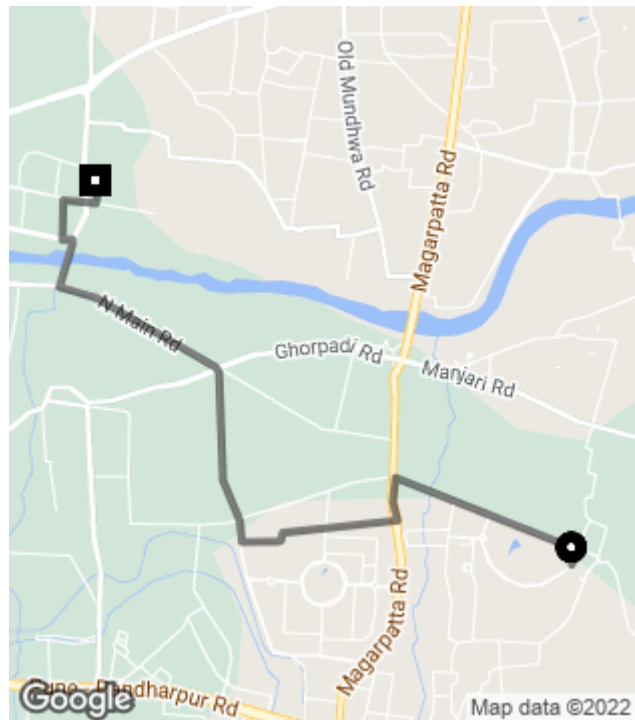 Old Mundhwa Rd
Magarpatta Rd
N Main Rd
Ghorpadi Rd
Manjari Rd
Magarpatta Rd
Pune - Pandharpur Rd
Google
Map data ©2022